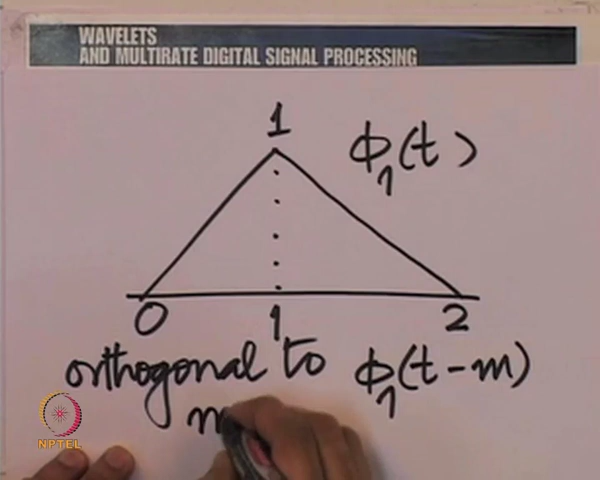 WAVELETS
AND MULTIRATE DIGITAL SIGNAL PROCESSING
1
ϕ₁(t)
0 1 2
orthogonal to ϕ₁(t-m)
NPTEL